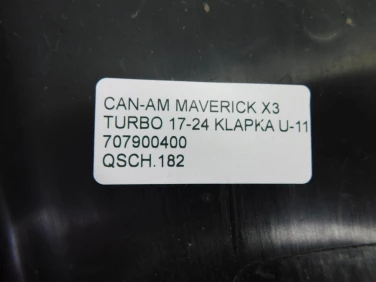 CAN-AM MAVERICK X3
TURBO 17-24 KLAPKA U-11
707900400
QSCH.182